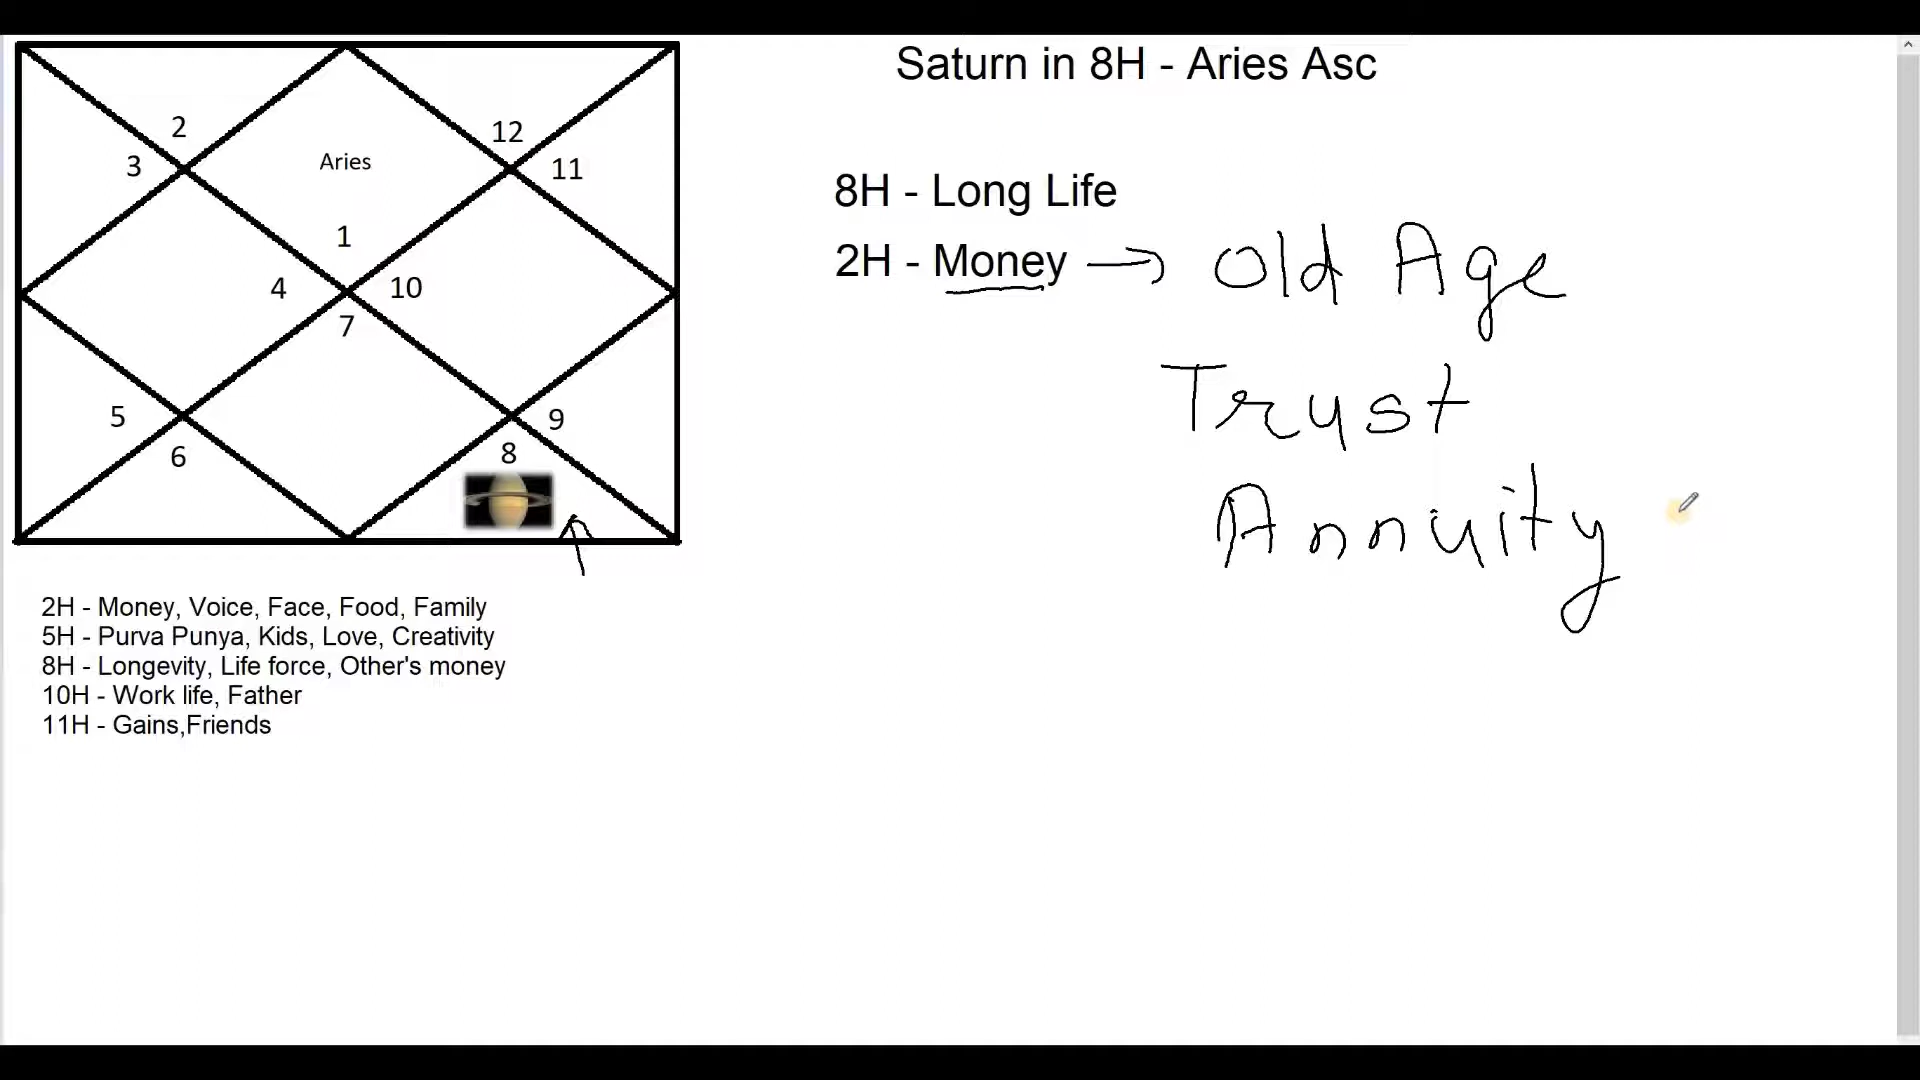 Saturn in 8H - Aries Asc
2
12
3
Aries
11
1
4
10
7
5
9
6
8
8H - Long Life
2H - Money → Old Age
Trust
Annuity
2H - Money, Voice, Face, Food, Family
5H - Purva Punya, Kids, Love, Creativity
8H - Longevity, Life force, Other's money
10H - Work life, Father
11H - Gains,Friends